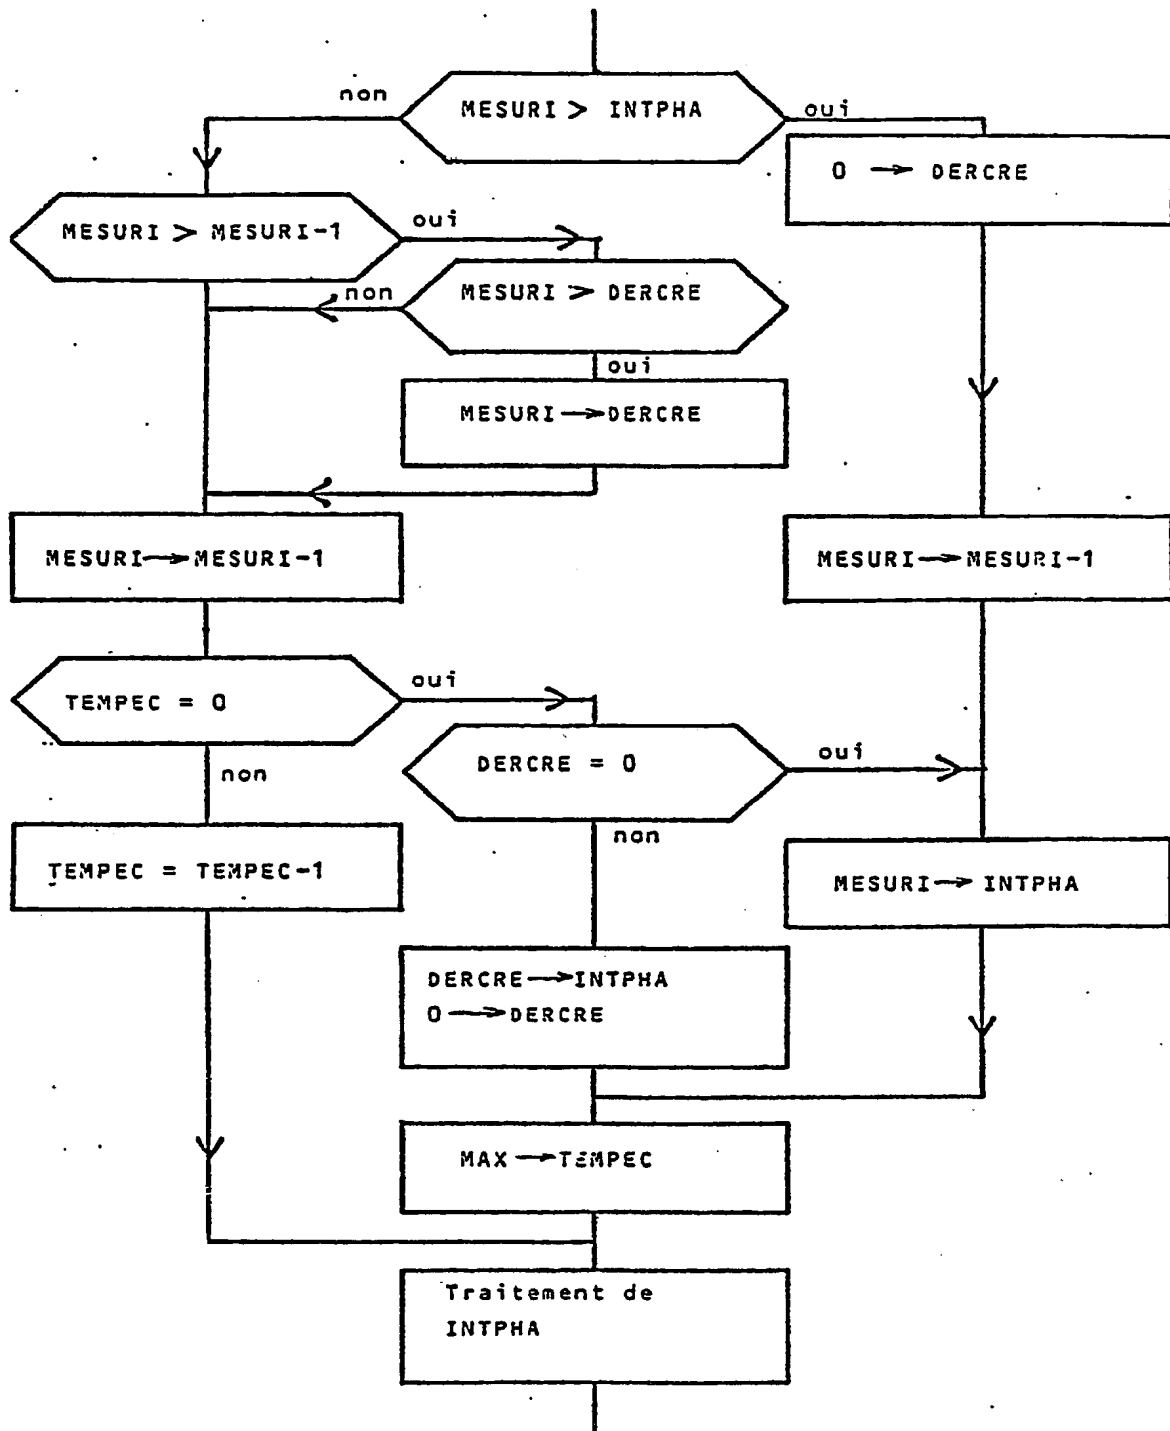 non
MESURI > INTPHA
oui
0 → DERCRE
MESURI > MESURI-1
oui
non
MESURI > DERCRE
oui
MESURI → DERCRE
MESURI → MESURI-1
MESURI → MESURI-1
TEMPEC = 0
oui
non
DERCRE = 0
oui
non
TEMPEC = TEMPEC-1
MESURI → INTPHA
DERCRE → INTPHA
0 → DERCRE
MAX → TEMPEC
Traitement de
INTPHA